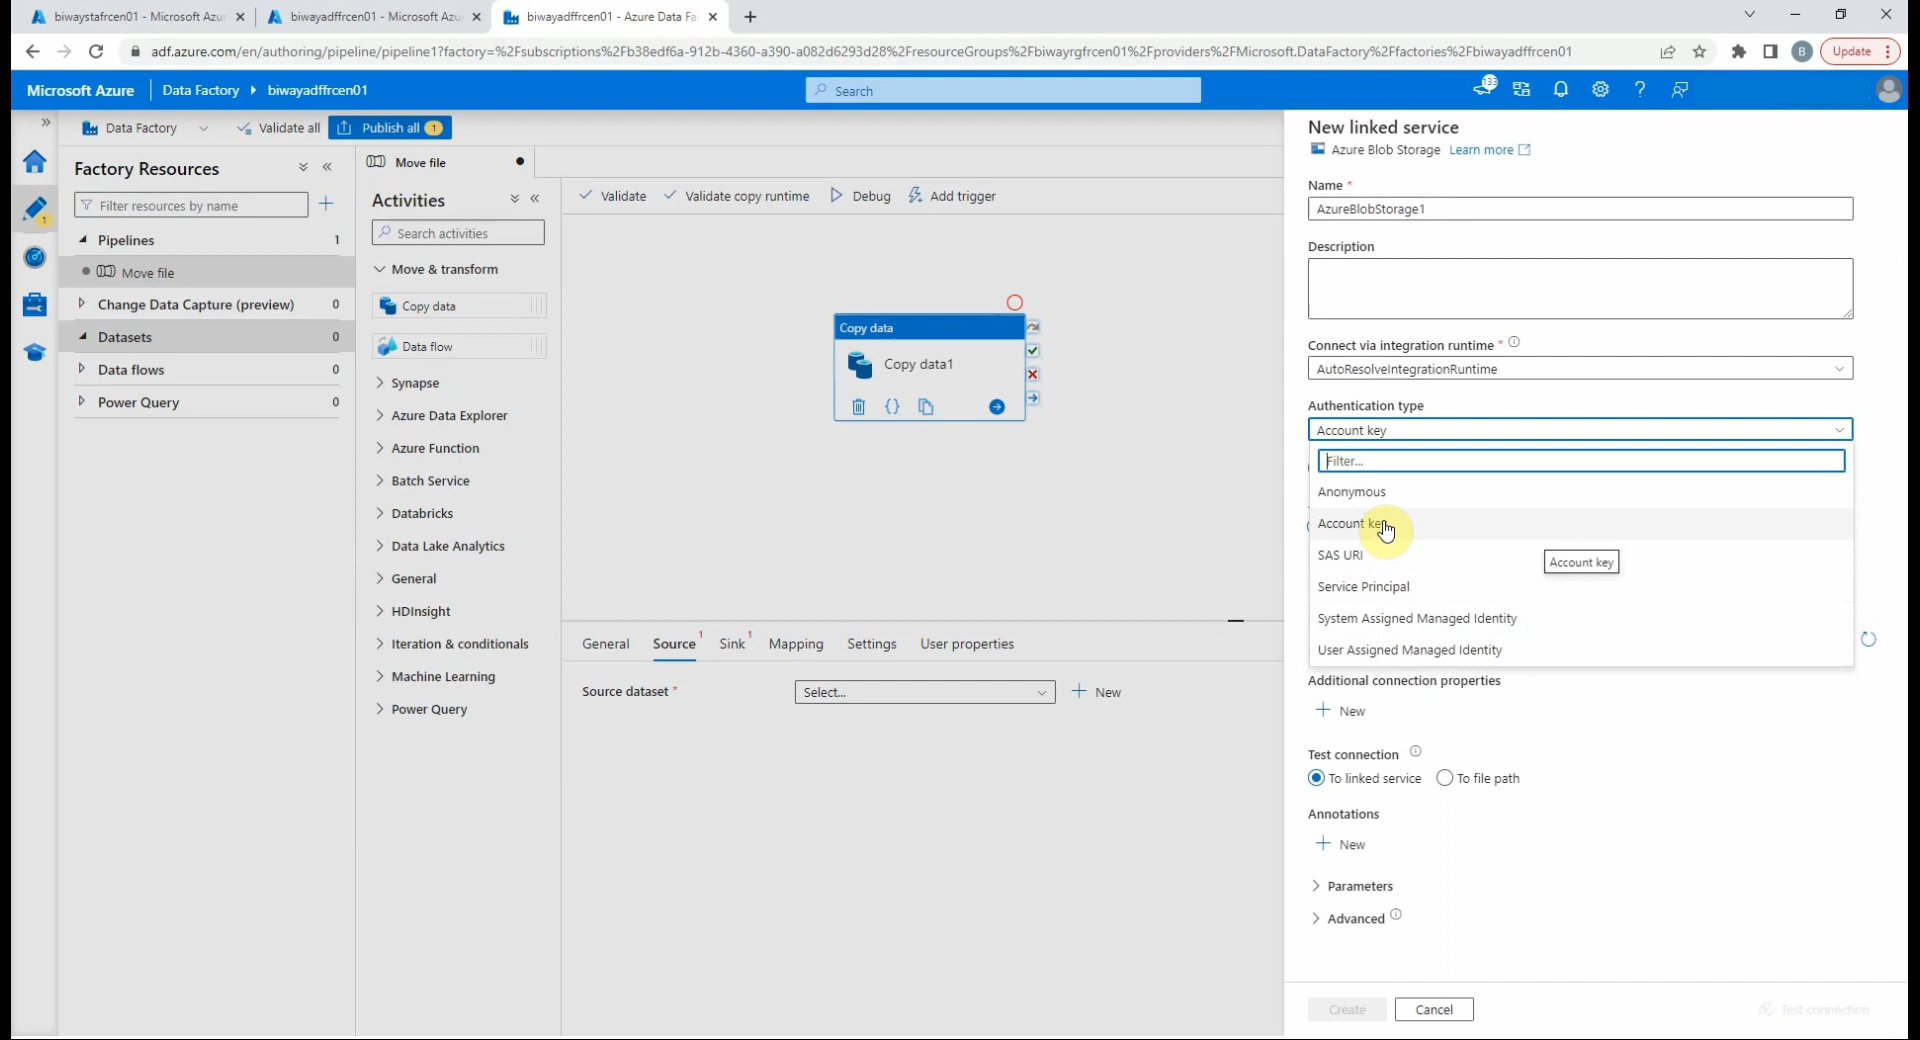 biwaystafrcen01 - Microsoft Azu
biwayadffrcen01 - Microsoft Azu
biwayadffrcen01 - Azure Data Fa
adf.azure.com/en/authoring/pipeline/pipeline1?factory=%2Fsubscriptions%2Fb38edf6a-912b-4360-a390-a082d6293d28%2FresourceGroups%2Fbiwayrgfrcen01%2Fproviders%2FMicrosoft.DataFactory%2Ffactories%2Fbiwayadffrcen01
B
Update
Microsoft Azure
Data Factory
biwayadffrcen01
Search
133
Data Factory
Validate all
Publish all
1
Factory Resources
Filter resources by name
1
Pipelines
1
Move file
Change Data Capture (preview)
0
Datasets
0
Data flows
0
Power Query
0
Move file
Activities
Search activities
Move & transform
Copy data
Data flow
Synapse
Azure Data Explorer
Azure Function
Batch Service
Databricks
Data Lake Analytics
General
HDInsight
Iteration & conditionals
Machine Learning
Power Query
Validate
Validate copy runtime
Debug
Add trigger
Copy data
Copy data1
General
Source 1
Sink 1
Mapping
Settings
User properties
Source dataset *
Select...
New
New linked service
Azure Blob Storage
Learn more
Name *
AzureBlobStorage1
Description
Connect via integration runtime *
AutoResolveIntegrationRuntime
Authentication type
Account key
Filter...
Anonymous
Account key
SAS URI
Account key
Service Principal
System Assigned Managed Identity
User Assigned Managed Identity
Additional connection properties
New
Test connection
To linked service
To file path
Annotations
New
Parameters
Advanced
Create
Cancel
Test connection